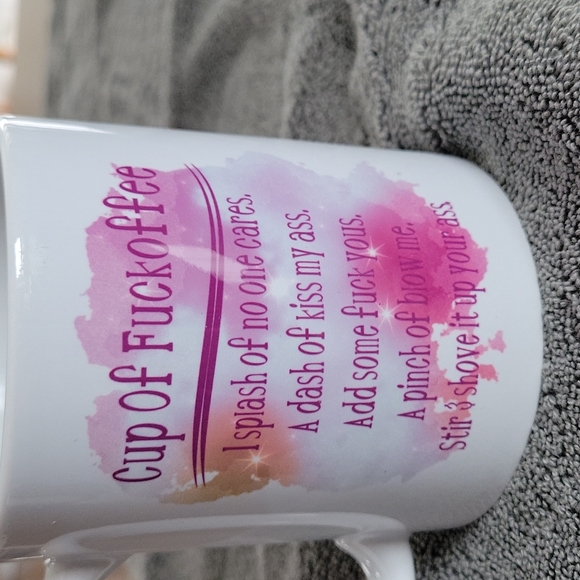 Cup of Fuckoffee
1 splash of no one cares.
A dash of kiss my ass.
Add some fuck yous.
A pinch of blow me.
Stir & shove it up your ass